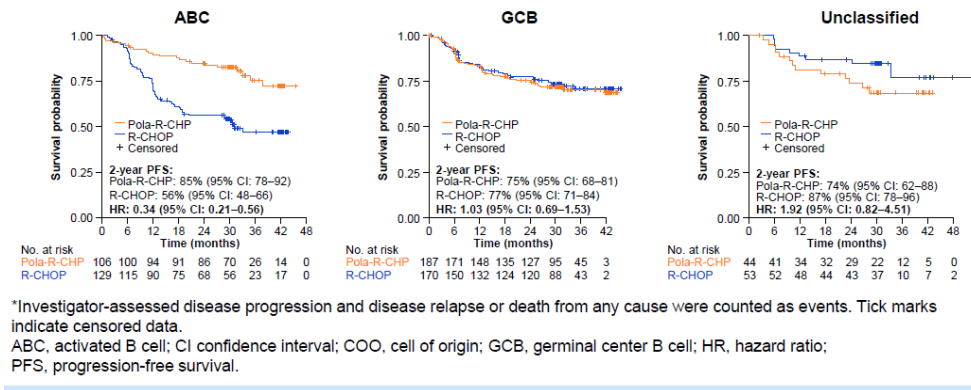 ABC
GCB
Unclassified
Survival probability
1.00
0.75
0.50
0.25
0.00
Pola-R-CHP
R-CHOP
+ Censored
2-year PFS:
Pola-R-CHP: 85% (95% CI: 78–92)
R-CHOP: 56% (95% CI: 48–66)
HR: 0.34 (95% CI: 0.21–0.56)
0 6 12 18 24 30 36 42 48
Time (months)
No. at risk
Pola-R-CHP 106 100 94 91 86 70 26 14 0
R-CHOP 129 115 90 75 68 56 23 17 0
Survival probability
1.00
0.75
0.50
0.25
0.00
Pola-R-CHP
R-CHOP
+ Censored
2-year PFS:
Pola-R-CHP: 75% (95% CI: 68–81)
R-CHOP: 77% (95% CI: 71–84)
HR: 1.03 (95% CI: 0.69–1.53)
0 6 12 18 24 30 36 42
Time (months)
No. at risk
Pola-R-CHP 187 171 148 135 127 95 45 3
R-CHOP 170 150 132 124 120 88 43 2
Survival probability
1.00
0.75
0.50
0.25
0.00
Pola-R-CHP
R-CHOP
+ Censored
2-year PFS:
Pola-R-CHP: 74% (95% CI: 62–88)
R-CHOP: 87% (95% CI: 78-96)
HR: 1.92 (95% CI: 0.82–4.51)
0 6 12 18 24 30 36 42 48
Time (months)
No. at risk
Pola-R-CHP 44 41 34 32 29 22 12 5 0
R-CHOP 53 52 48 44 43 37 10 7 2
*Investigator-assessed disease progression and disease relapse or death from any cause were counted as events. Tick marks
indicate censored data.
ABC, activated B cell; CI confidence interval; COO, cell of origin; GCB, germinal center B cell; HR, hazard ratio;
PFS, progression-free survival.